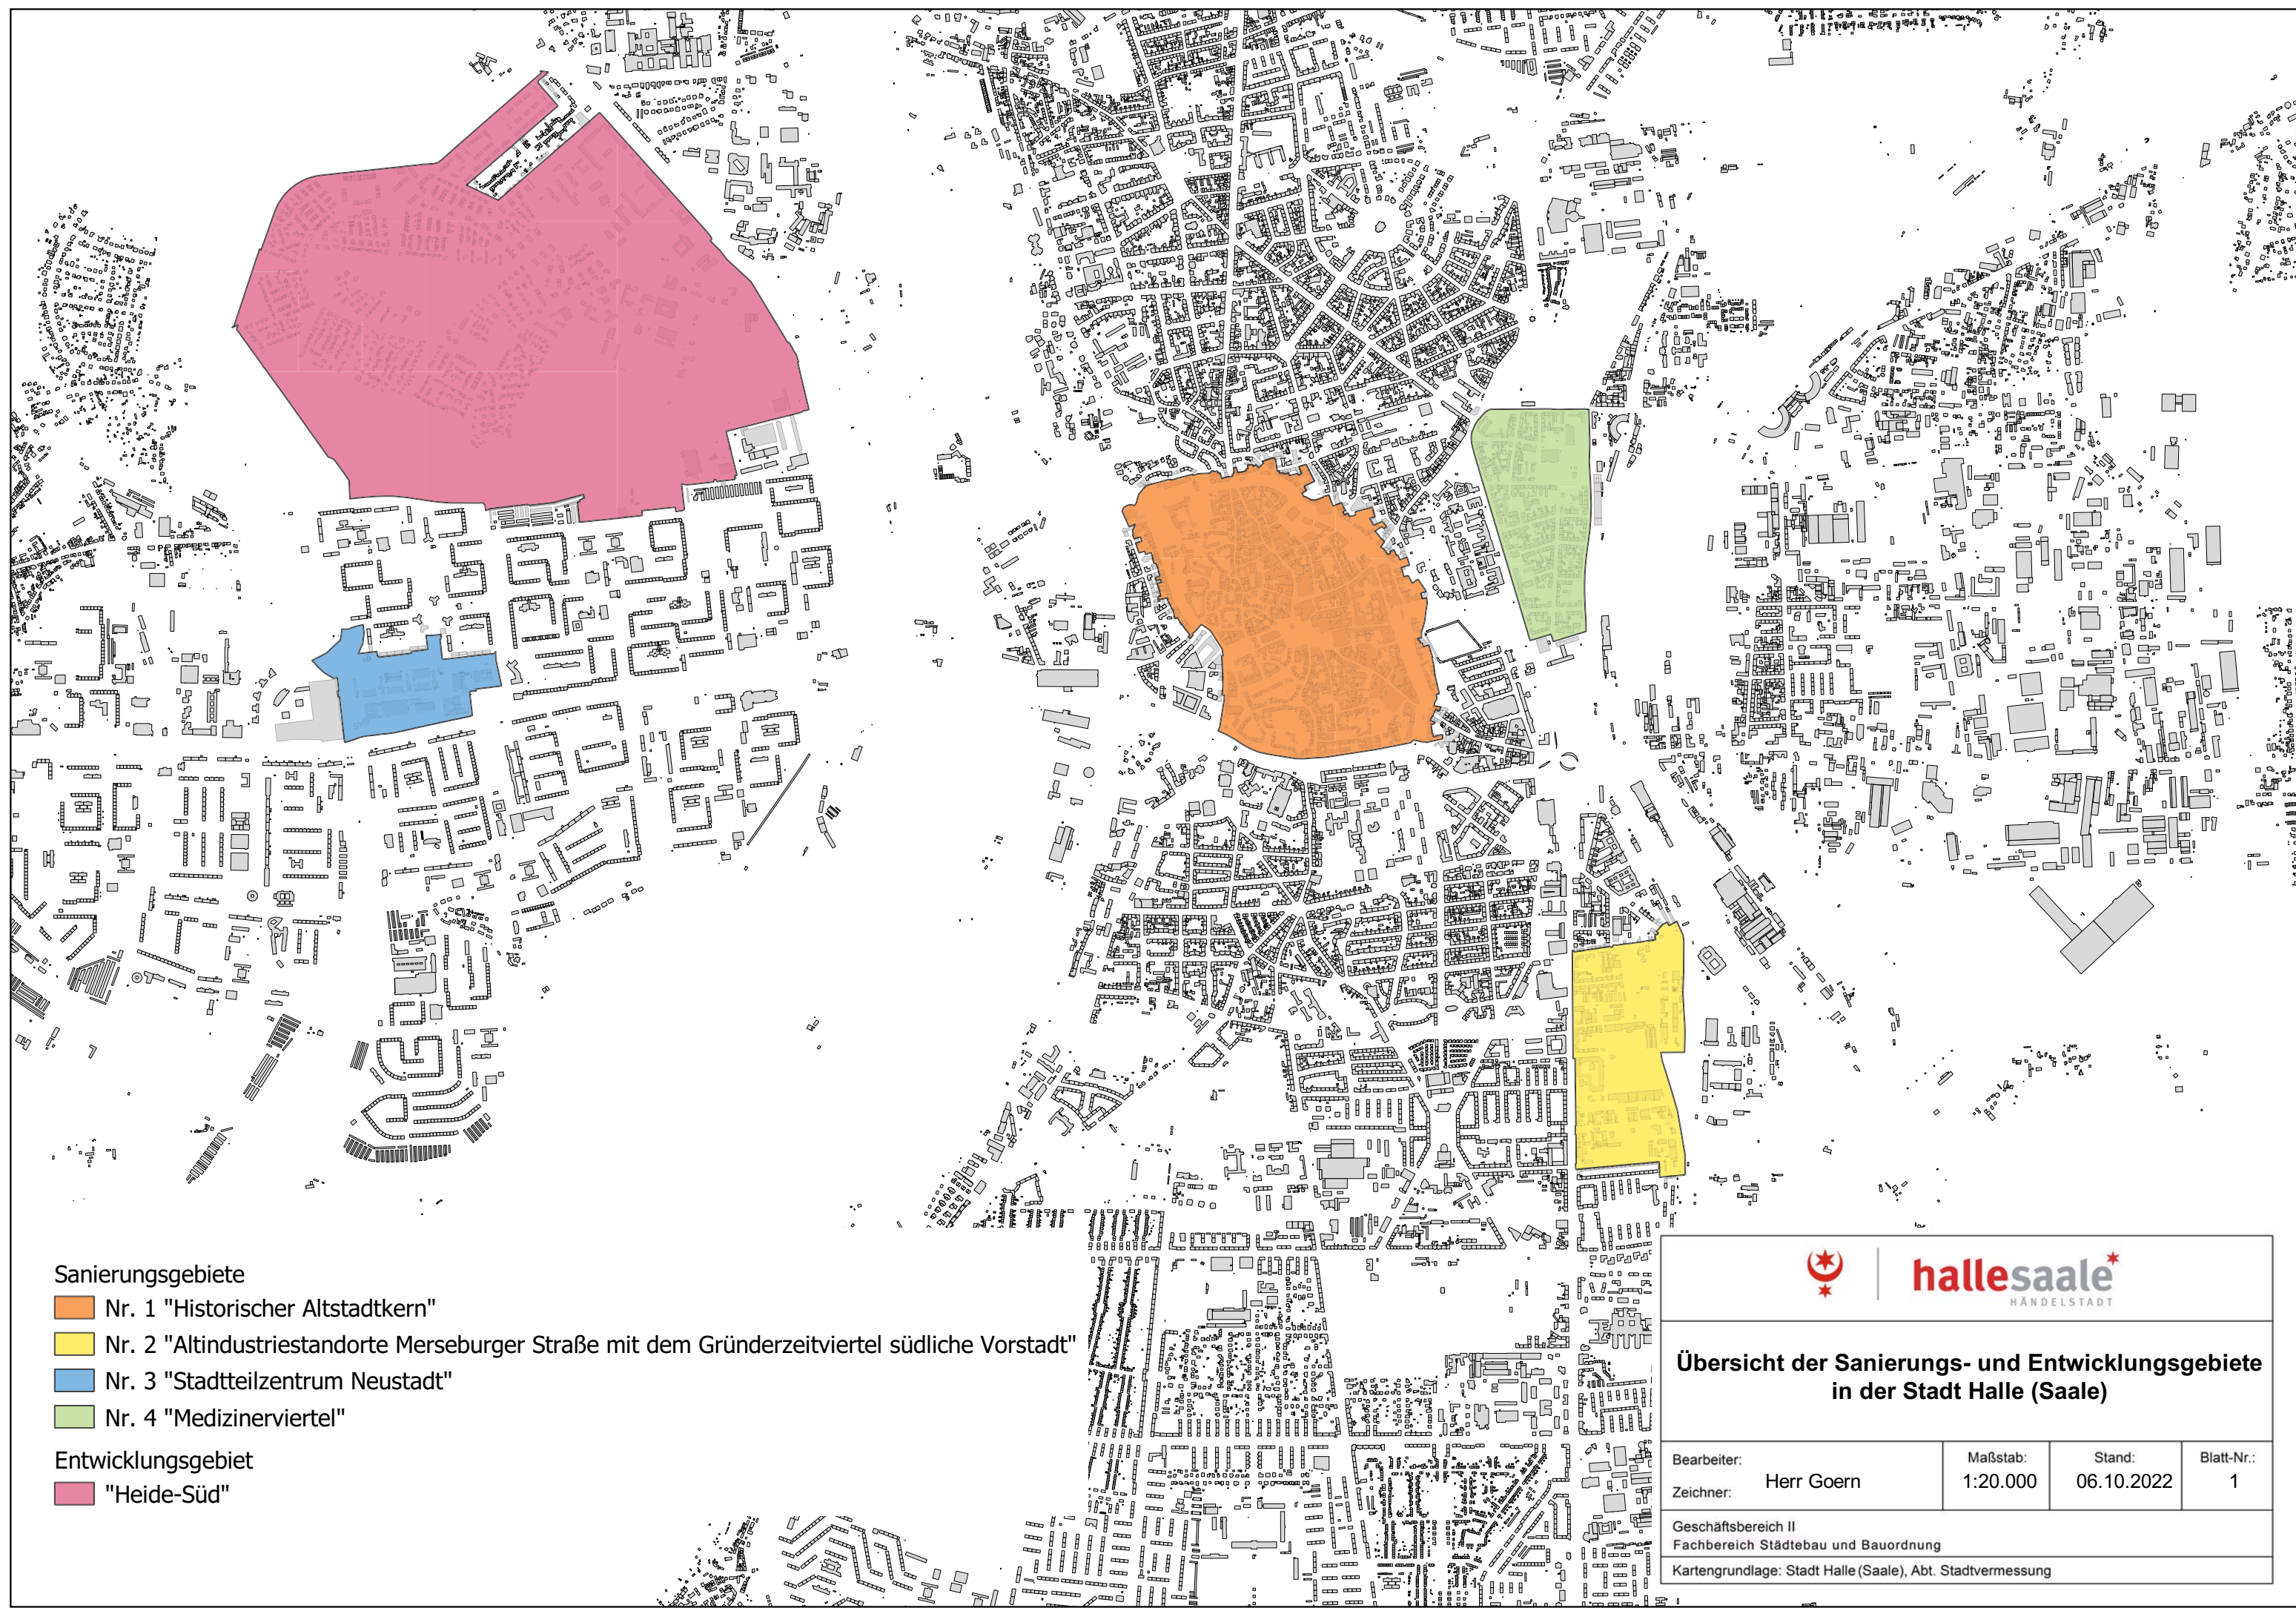 Sanierungsgebiete
Nr. 1 "Historischer Altstadtkern"
Nr. 2 "Altindustriestandorte Merseburger Straße mit dem Gründerzeitviertel südliche Vorstadt"
Nr. 3 "Stadtteilzentrum Neustadt"
Nr. 4 "Medizinerviertel"
Entwicklungsgebiet
"Heide-Süd"
hallesaale*
HÄNDELSTADT
Übersicht der Sanierungs- und Entwicklungsgebiete
in der Stadt Halle (Saale)
Bearbeiter:
Zeichner:
Herr Goern
Maßstab:
1:20.000
Stand:
06.10.2022
Blatt-Nr.:
1
Geschäftsbereich II
Fachbereich Städtebau und Bauordnung
Kartengrundlage: Stadt Halle (Saale), Abt. Stadtvermessung